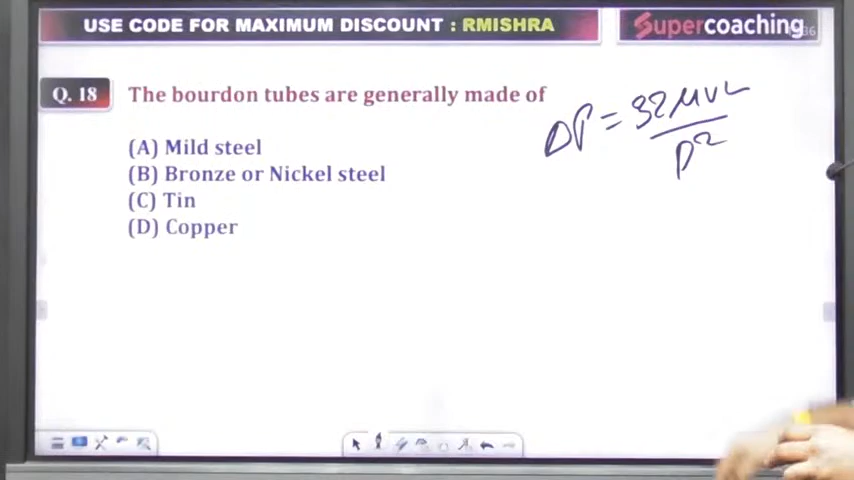 USE CODE FOR MAXIMUM DISCOUNT : RMISHRA
Supercoaching
Q. 18
The bourdon tubes are generally made of
(A) Mild steel
(B) Bronze or Nickel steel
(C) Tin
(D) Copper
ΔP = 32μVL
D²